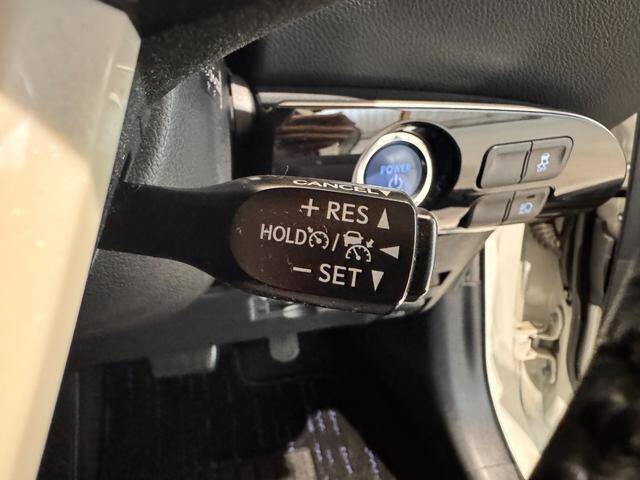 CANCEL
+ RES
HOLD /
− SET
POWER